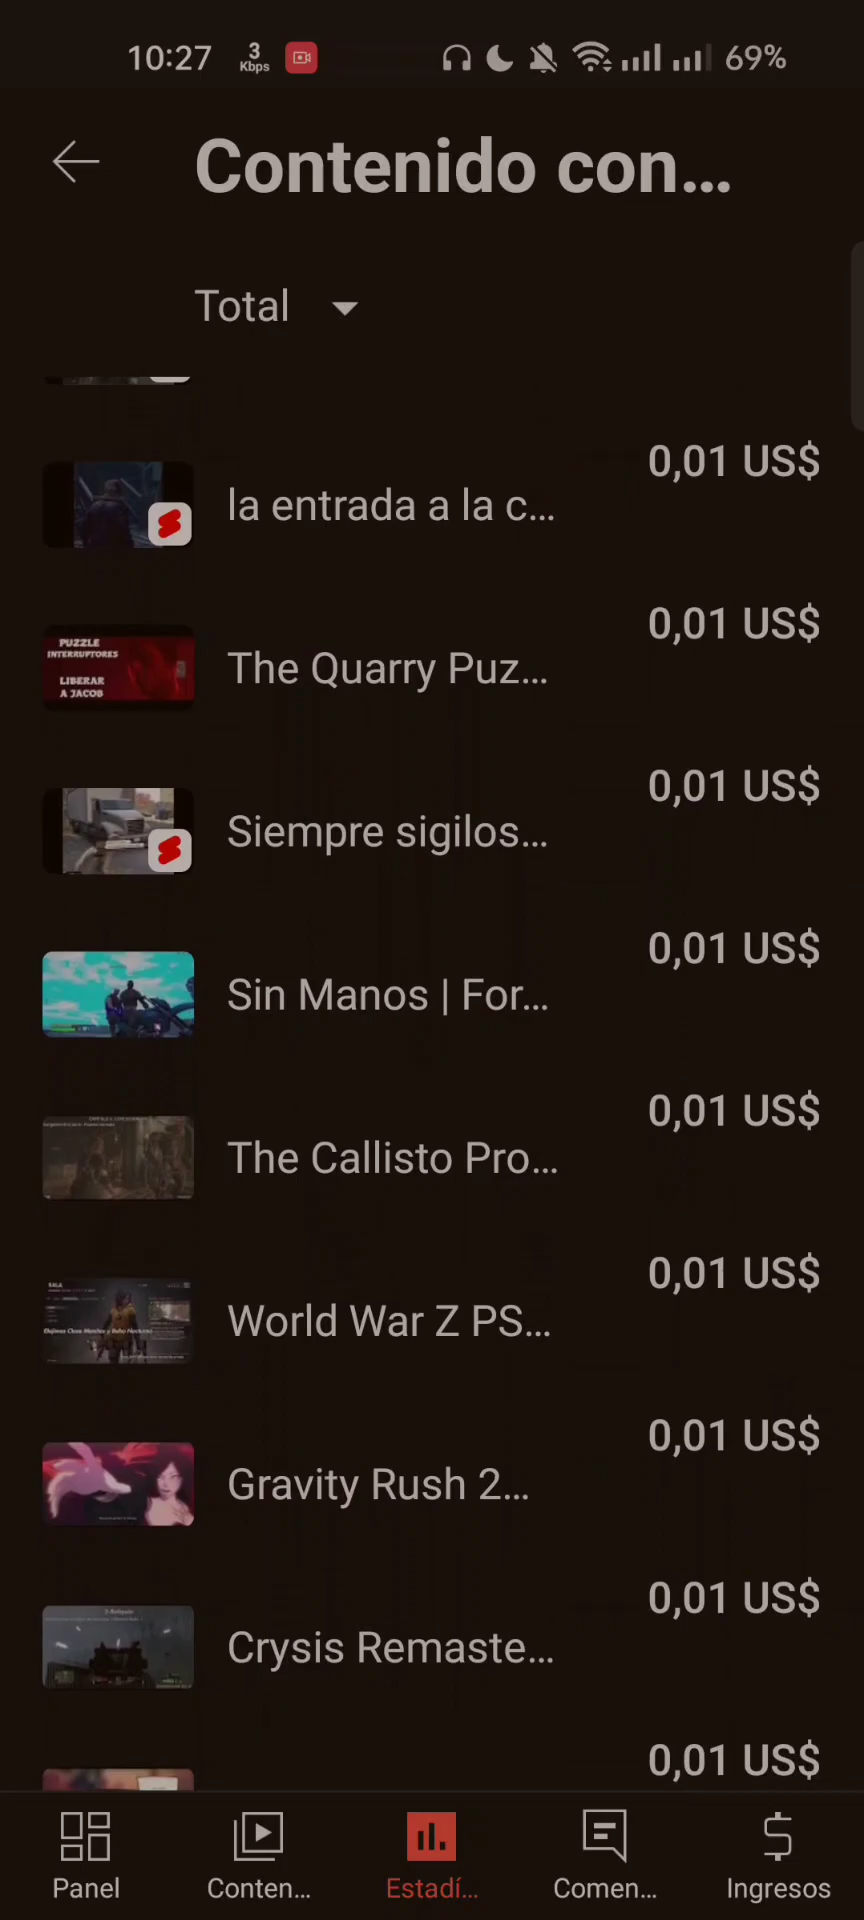 10:27
3
Kbps
69%
Contenido con...
Total
0,01 US$
la entrada a la c...
0,01 US$
PUZZLE
INTERRUPTORES
LIBERAR
A JACOB
The Quarry Puz...
0,01 US$
Siempre sigilos...
0,01 US$
Sin Manos | For...
0,01 US$
The Callisto Pro...
0,01 US$
SALA
World War Z PS...
0,01 US$
Gravity Rush 2...
0,01 US$
Crysis Remaste...
0,01 US$
Panel
Conten...
Estadí...
Comen...
Ingresos